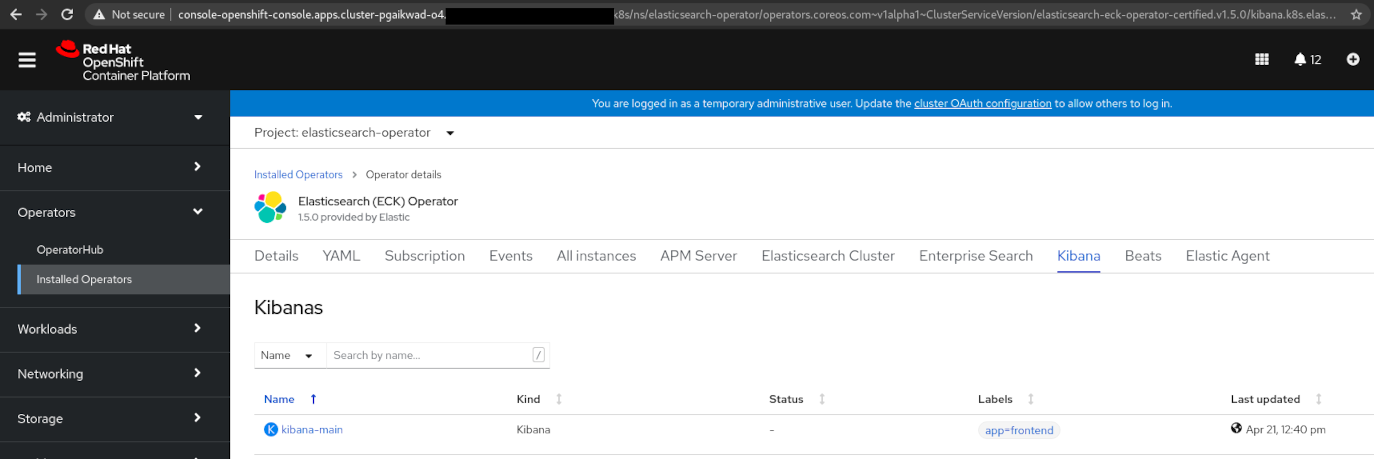 Not secure console-openshift-console.apps.cluster-pgaikwad-o4. k8s/ns/elasticsearch-operator/operators.coreos.com~v1alpha1~ClusterServiceVersion/elasticsearch-eck-operator-certified.v1.5.0/kibana.k8s.elas...
Red Hat
OpenShift
Container Platform
12
Administrator
Home
Operators
OperatorHub
Installed Operators
Workloads
Networking
Storage
You are logged in as a temporary administrative user. Update the cluster OAuth configuration to allow others to log in.
Project: elasticsearch-operator
Installed Operators > Operator details
Elasticsearch (ECK) Operator
1.5.0 provided by Elastic
Details YAML Subscription Events All instances APM Server Elasticsearch Cluster Enterprise Search Kibana Beats Elastic Agent
Kibanas
Name Search by name... /
Name Kind Status Labels Last updated
K kibana-main Kibana - app=frontend Apr 21, 12:40 pm